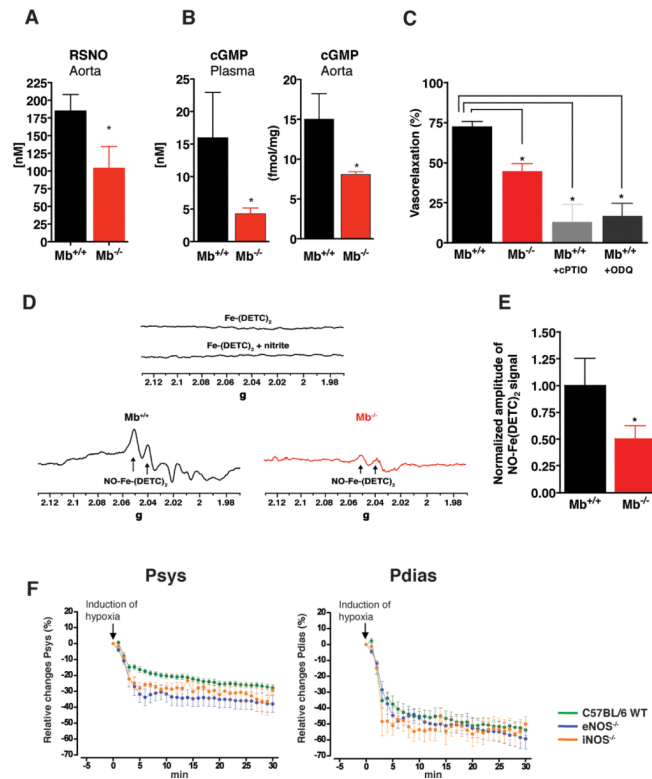 A
RSNO
Aorta
[nM]
225
200
175
150
125
100
75
50
25
0
*
Mb+/+ Mb-/-
B
cGMP
Plasma
[nM]
25
20
15
10
5
0
*
Mb+/+ Mb-/-
cGMP
Aorta
(fmol/mg)
20
15
10
5
0
*
Mb+/+ Mb-/-
C
Vasorelaxation (%)
100
75
50
25
0
* * *
Mb+/+ Mb-/- Mb+/+ Mb+/+
+cPTIO +ODQ
D
Fe-(DETC)2
Fe-(DETC)2 + nitrite
2.12 2.1 2.08 2.06 2.04 2.02 2 1.98
g
Mb+/+
NO-Fe-(DETC)2
2.12 2.1 2.08 2.06 2.04 2.02 2 1.98
g
Mb-/-
NO-Fe-(DETC)2
2.12 2.1 2.08 2.06 2.04 2.02 2 1.98
g
E
Normalized amplitude of
NO-Fe(DETC)2 signal
1.50
1.25
1.00
0.75
0.50
0.25
0.00
*
Mb+/+ Mb-/-
F
Psys
Induction of
hypoxia
Relative changes Psys (%)
20
10
0
-10
-20
-30
-40
-50
-60
-70
-5 0 5 10 15 20 25 30
min
Pdias
Induction of
hypoxia
Relative changes Pdias (%)
20
10
0
-10
-20
-30
-40
-50
-60
-70
-5 0 5 10 15 20 25 30
min
C57BL/6 WT
eNOS-/-
iNOS-/-